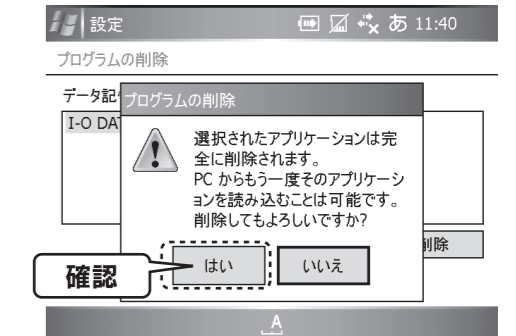 設定 あ 11:40
プログラムの削除
データ記
プログラムの削除
I-O DA
選択されたアプリケーションは完
全に削除されます。
PC からもう一度そのアプリケーシ
ョンを読み込むことは可能です。
削除してもよろしいですか?
削除
確認
はい いいえ
A